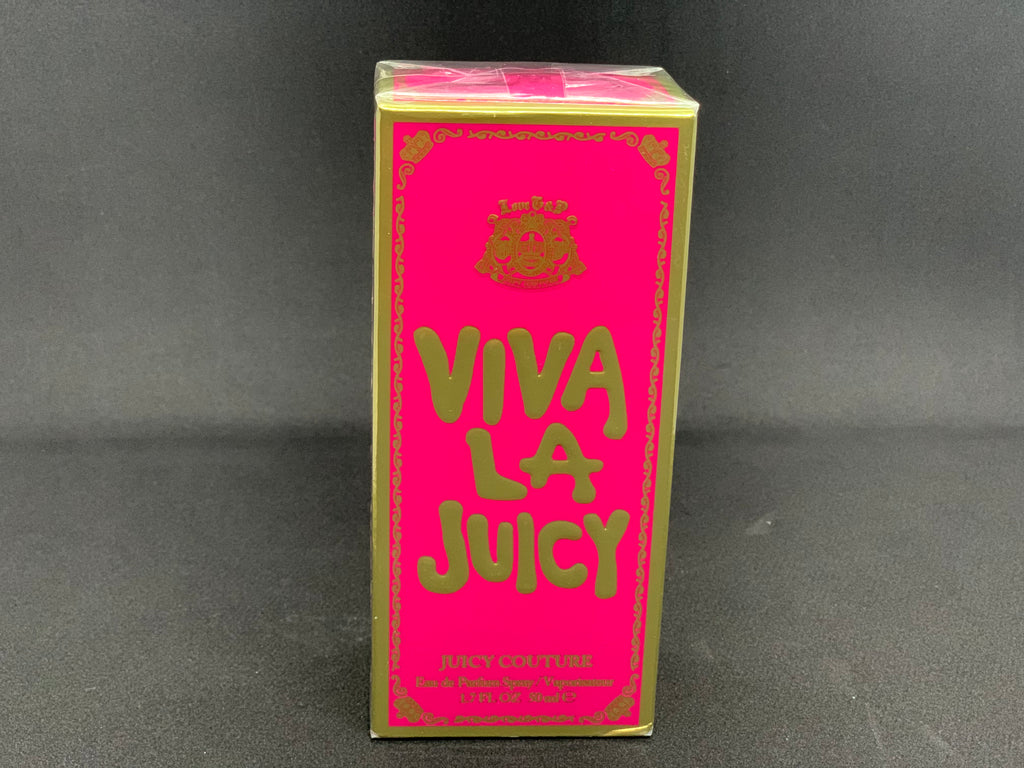 Love G&P
VIVA
LA
JUICY
JUICY COUTURE
Eau de Parfum Spray / Vaporisateur
1.7 FL. OZ. 50 ml e